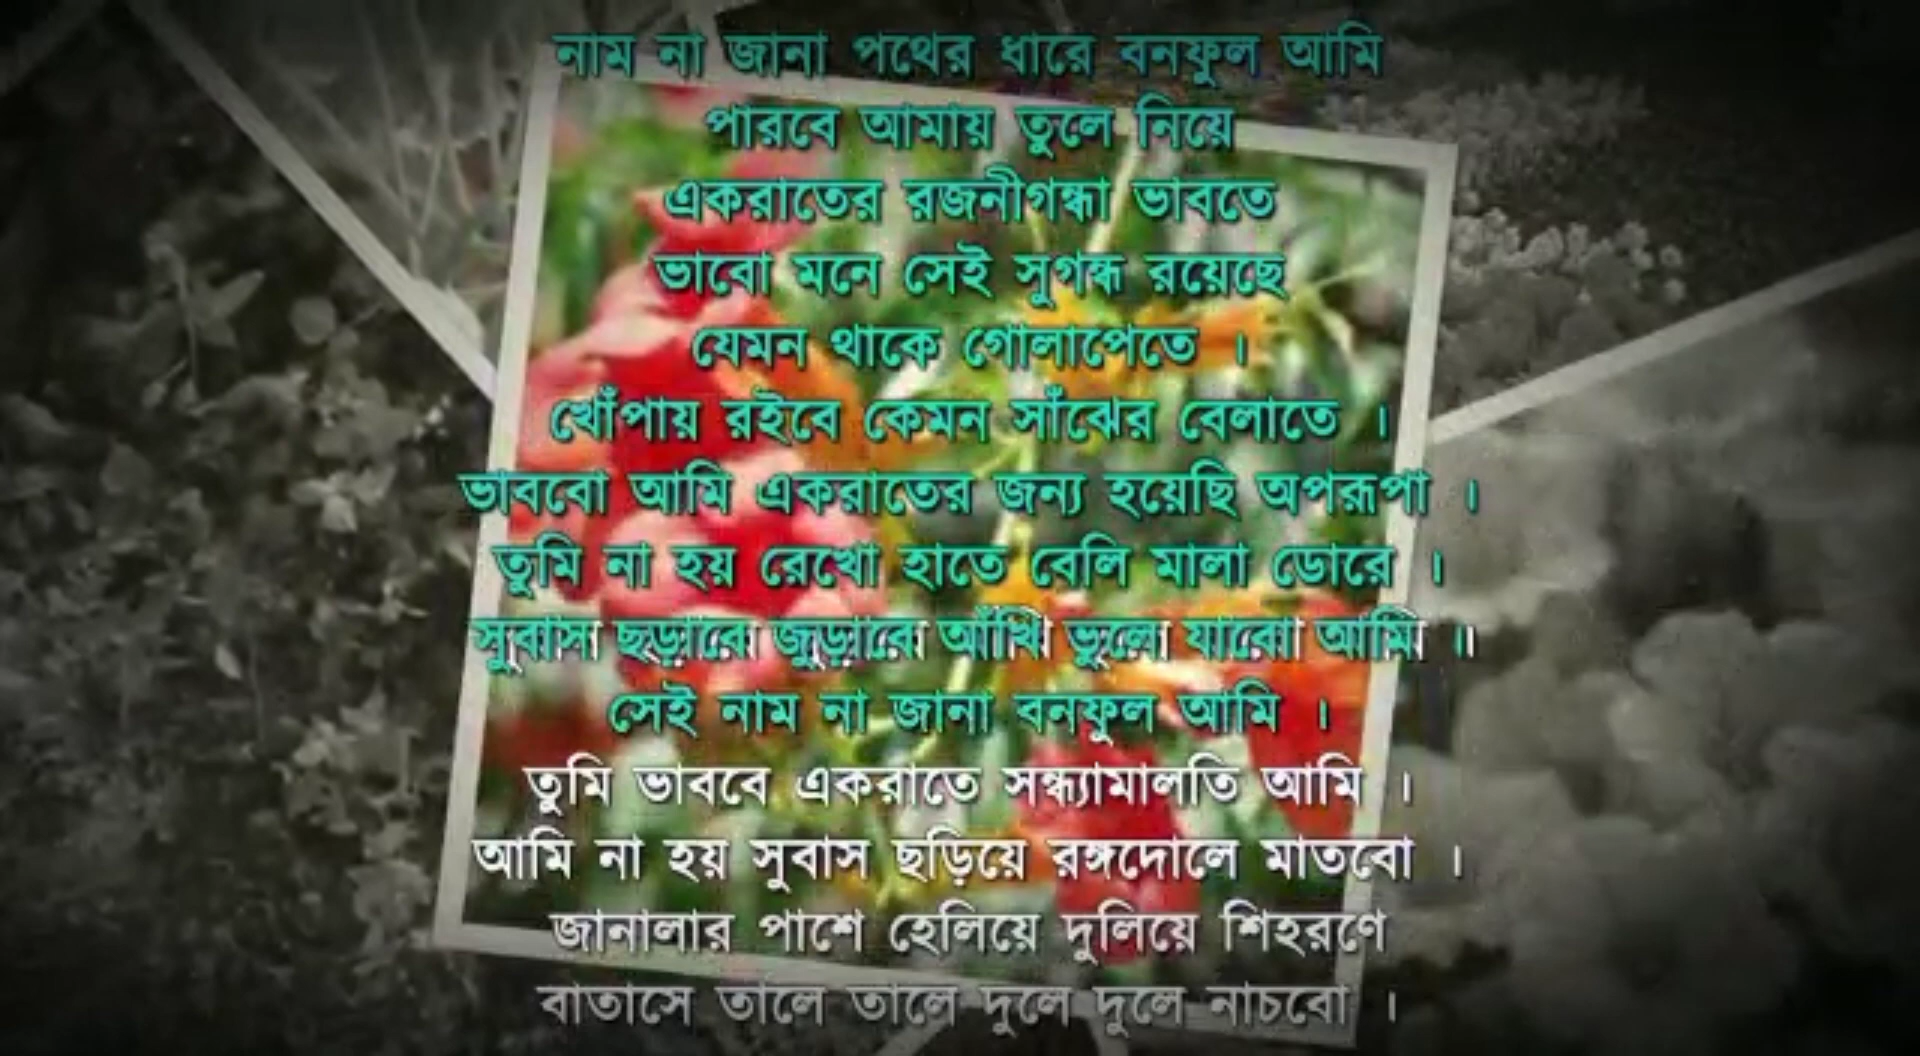 নাম না জানা পথের ধারে বনফুল আমি
পারবে আমায় তুলে নিয়ে
একরাতের রজনীগন্ধা ভাবতে
ভাবো মনে সেই সুগন্ধ রয়েছে
যেমন থাকে গোলাপেতে ।
খোঁপায় রইবে কেমন সাঁঝের বেলাতে ।
ভাববো আমি একরাতের জন্য হয়েছি অপরূপা ।
তুমি না হয় রেখো হাতে বেলি মালা ডোরে ।
সুবাস ছড়াবে জুড়াবে আঁখি ভুলে যাবো আমি ॥
সেই নাম না জানা বনফুল আমি ।
তুমি ভাববে একরাতে সন্ধ্যামালতি আমি ।
আমি না হয় সুবাস ছড়িয়ে রঙ্গদোলে মাতবো ।
জানালার পাশে হেলিয়ে দুলিয়ে শিহরণে
বাতাসে তালে তালে দুলে দুলে নাচবো ।